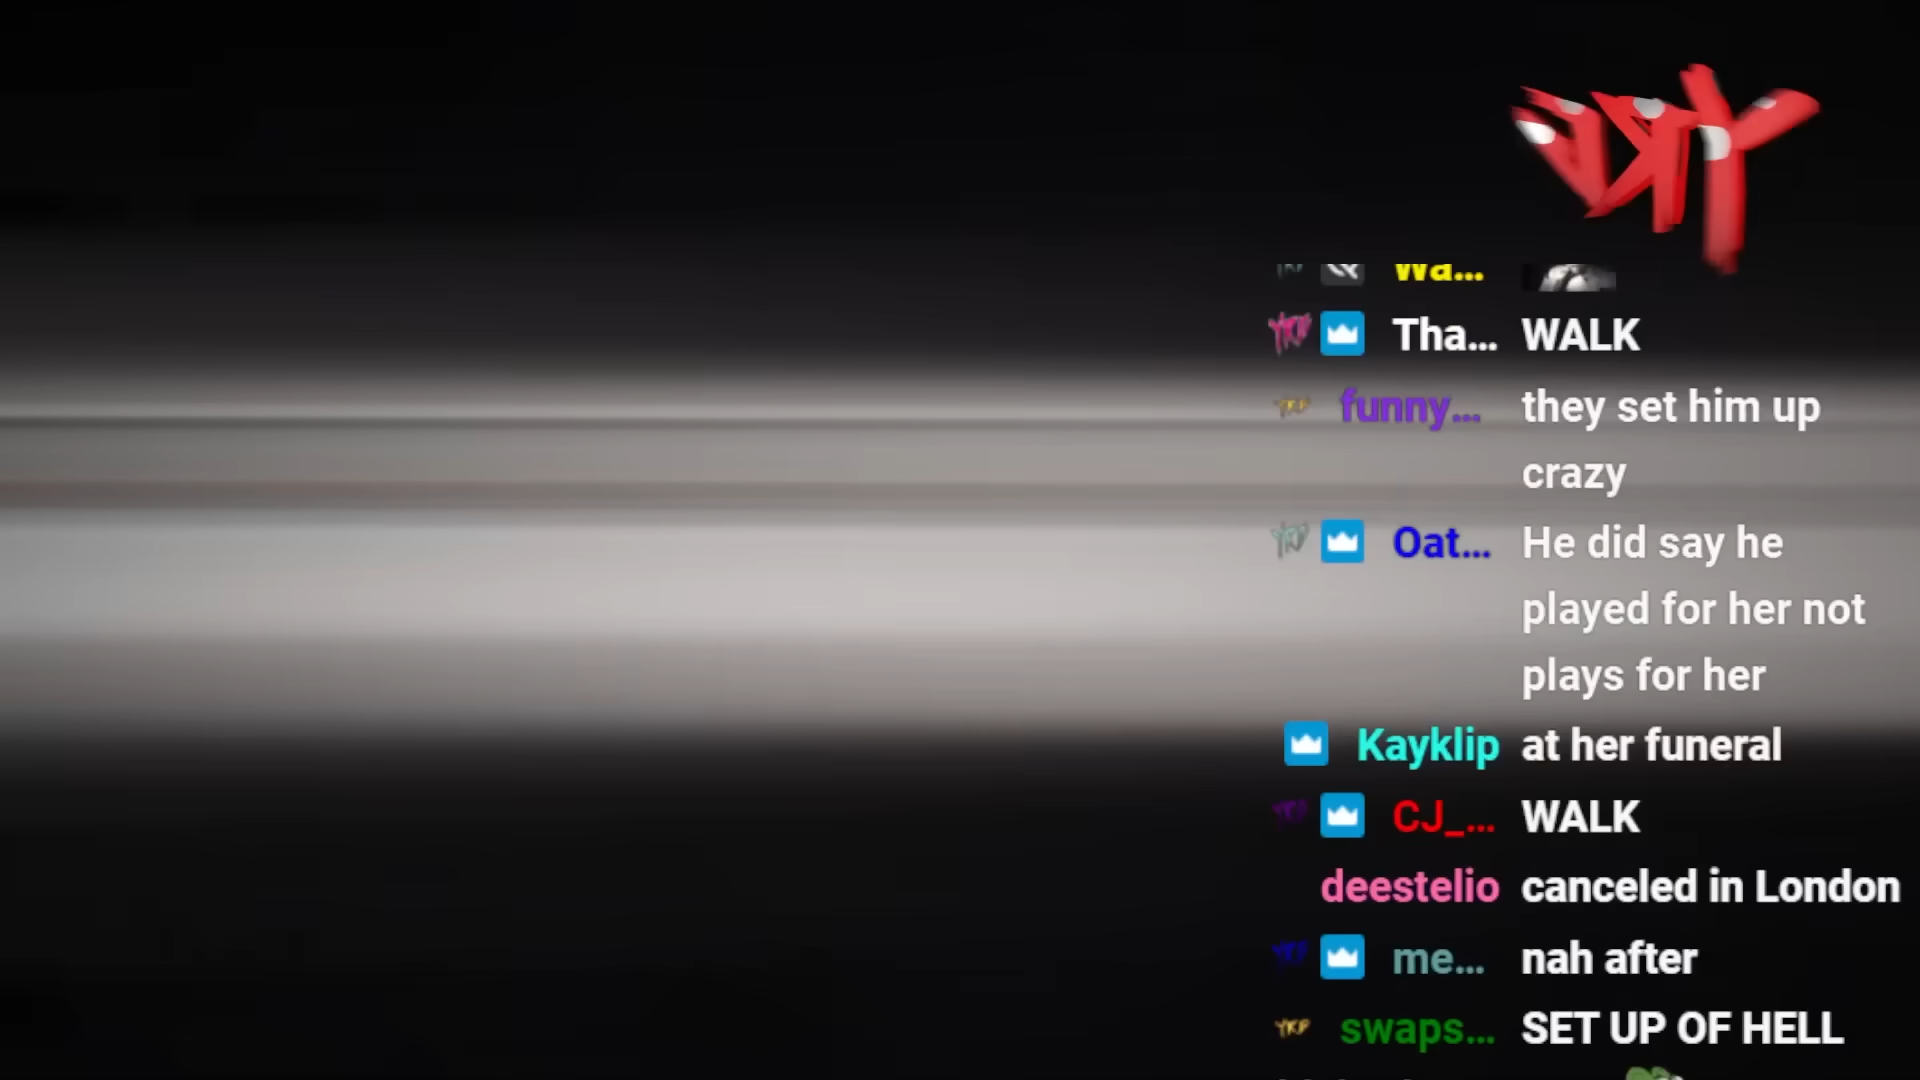 Wa...
Tha... WALK
funny... they set him up
crazy
Oat... He did say he
played for her not
plays for her
Kayklip at her funeral
CJ_... WALK
deestelio canceled in London
me... nah after
swaps... SET UP OF HELL